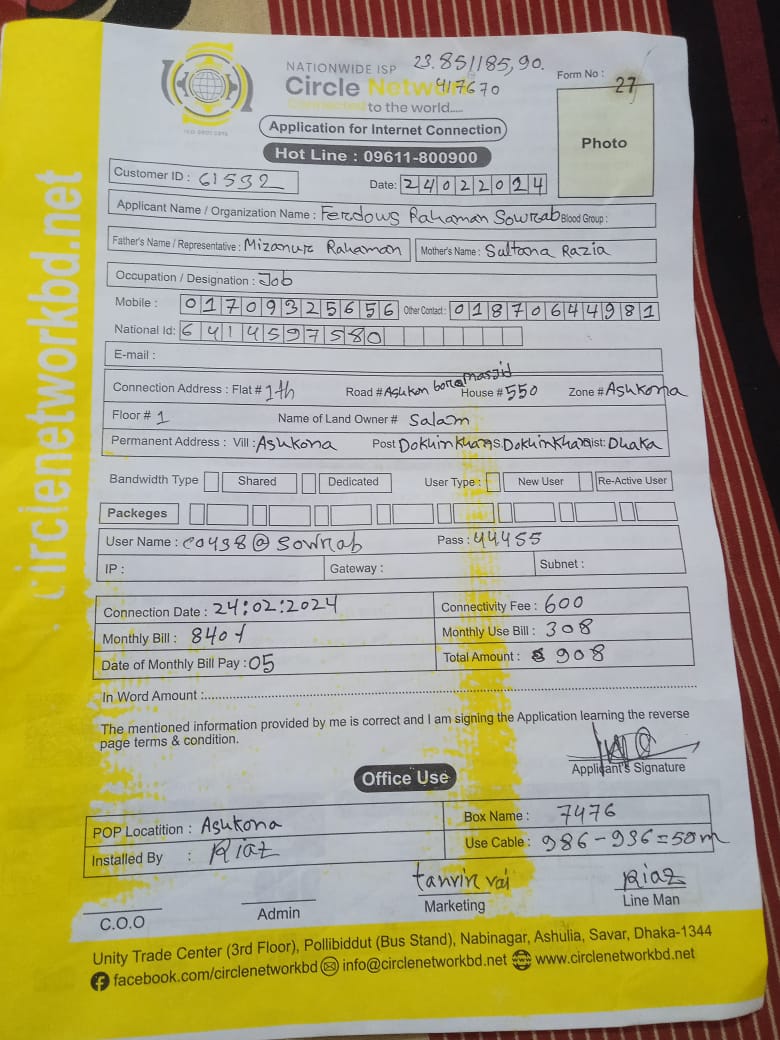 NATIONWIDE ISP 23.851185,90.
Circle Network 417670
Connected to the world.....
ISO 9001:2015
Form No : 27
Photo
Application for Internet Connection
Hot Line : 09611-800900
circlenetworkbd.net
Customer ID : 61532
Date: 24022024
Applicant Name / Organization Name : Ferdows Rahaman Sowrab Blood Group :
Father's Name / Representative : Mizanur Rahaman Mother's Name : Sultana Razia
Occupation / Designation : Job
Mobile : 01709325656 Other Contact : 01870644981
National Id: 6414597580
E-mail :
Connection Address : Flat # 1th Road # Ashkon bora masjid House # 550 Zone # Ashkona
Floor # 1 Name of Land Owner # Salam
Permanent Address : Vill : Ashkona Post Dokhinkhan P.S: Dokhinkhan Dist: Dhaka
Bandwidth Type Shared Dedicated User Type : New User Re-Active User
Packeges
User Name : @ sowrab Pass : 44455
IP : Gateway : Subnet :
Connection Date : 24:02:2024 Connectivity Fee : 600
Monthly Bill : 840/ Monthly Use Bill : 308
Date of Monthly Bill Pay : 05 Total Amount : 908
In Word Amount :
The mentioned information provided by me is correct and I am signing the Application learning the reverse
page terms & condition.
Applicant's Signature
Office Use
POP Locatition : Ashkona Box Name : 7476
Installed By : Riaz Use Cable : 986-936=50m
tanvir vai Riaz
C.O.O Admin Marketing Line Man
Unity Trade Center (3rd Floor), Pollibiddut (Bus Stand), Nabinagar, Ashulia, Savar, Dhaka-1344
facebook.com/circlenetworkbd info@circlenetworkbd.net www.circlenetworkbd.net